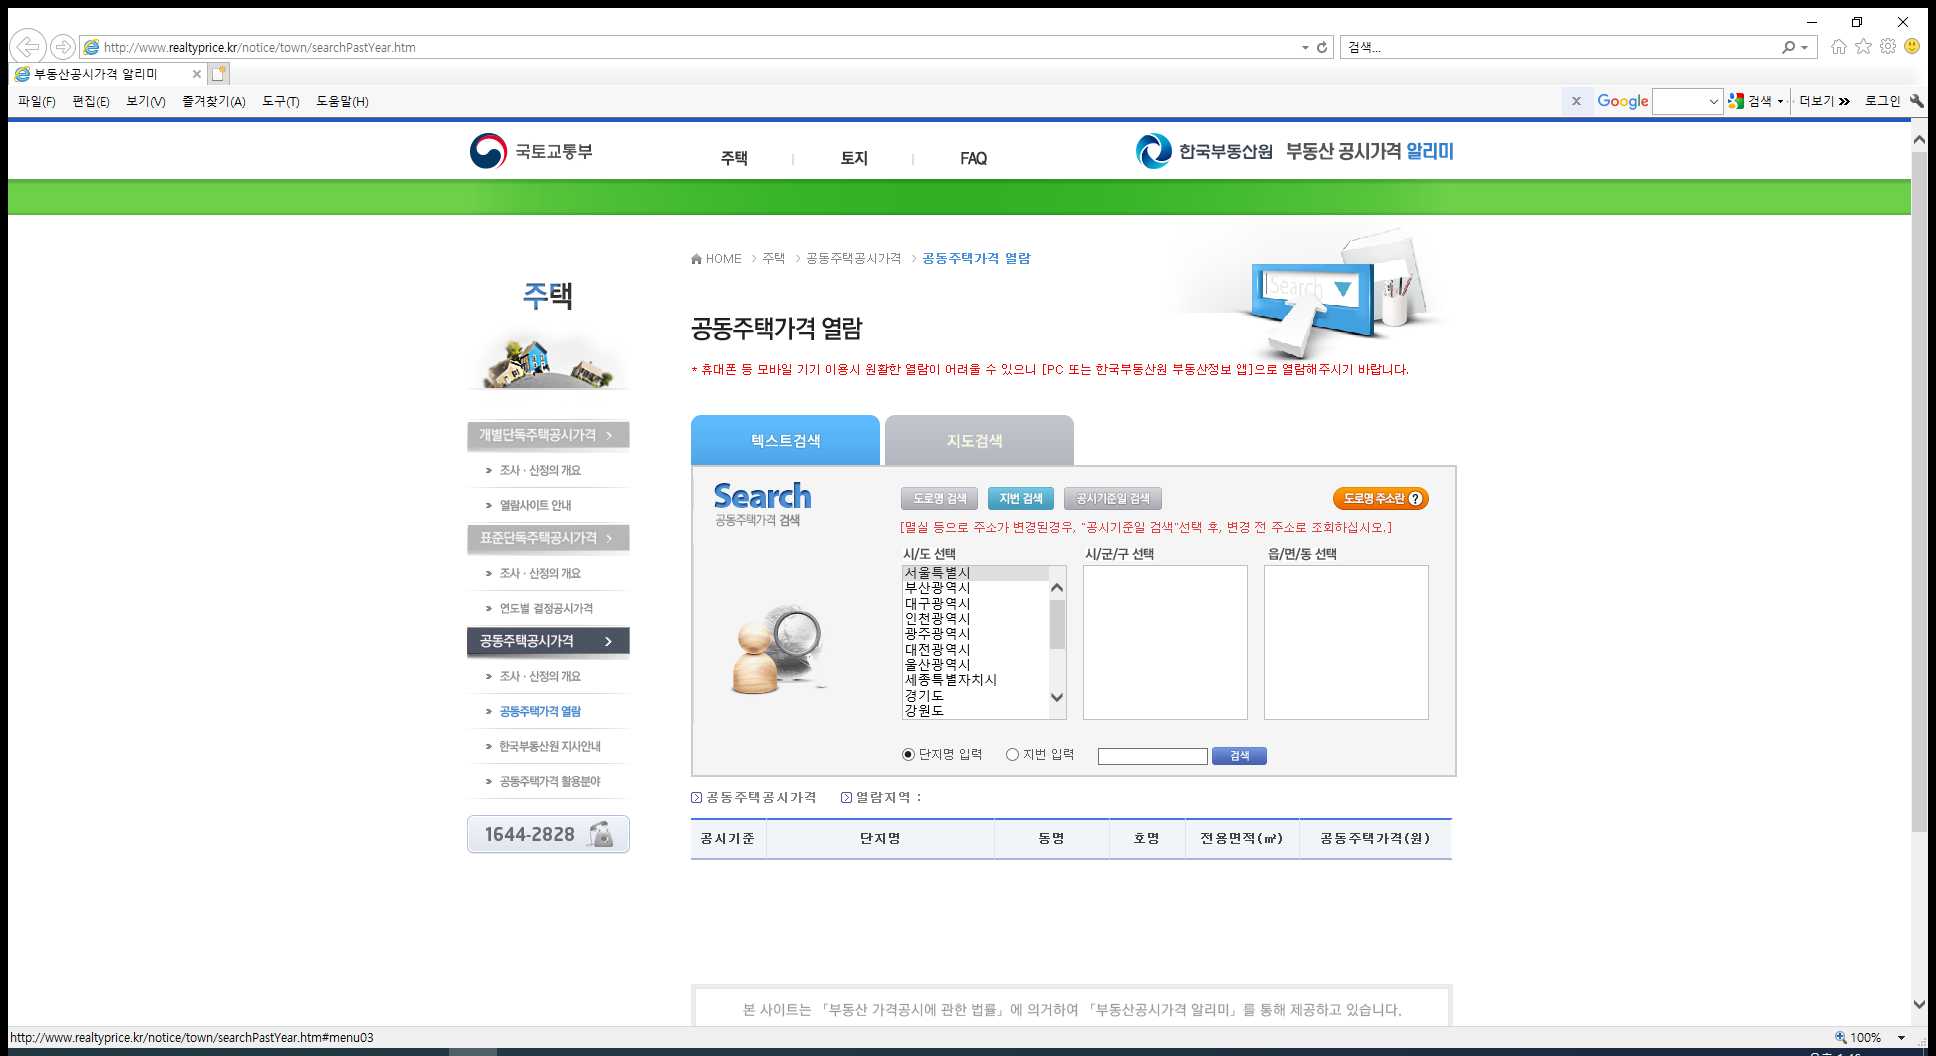 http://www.realtyprice.kr/notice/town/searchPastYear.htm
검색...
부동산공시가격 알리미
파일(F) 편집(E) 보기(V) 즐겨찾기(A) 도구(T) 도움말(H)
x Google 검색 더보기 로그인
국토교통부
주택 토지 FAQ
한국부동산원 부동산 공시가격 알리미
HOME > 주택 > 공동주택공시가격 > 공동주택가격 열람
주택
Search
공동주택가격 열람
* 휴대폰 등 모바일 기기 이용시 원활한 열람이 어려울 수 있으니 [PC 또는 한국부동산원 부동산정보 앱]으로 열람해주시기 바랍니다.
개별단독주택공시가격 >
» 조사 · 산정의 개요
» 열람사이트 안내
표준단독주택공시가격 >
» 조사 · 산정의 개요
» 연도별 결정공시가격
공동주택공시가격 >
» 조사 · 산정의 개요
» 공동주택가격 열람
» 한국부동산원 지사안내
» 공동주택가격 활용분야
1644-2828
텍스트검색 지도검색
Search
공동주택가격 검색
도로명 검색 지번 검색 공시기준일 검색 도로명 주소란 ?
[멸실 등으로 주소가 변경된경우, "공시기준일 검색"선택 후, 변경 전 주소로 조회하십시오.]
시/도 선택 시/군/구 선택 읍/면/동 선택
서울특별시
부산광역시
대구광역시
인천광역시
광주광역시
대전광역시
울산광역시
세종특별자치시
경기도
강원도
단지명 입력 지번 입력 검색
공동주택공시가격 열람지역 :
공시기준 단지명 동명 호명 전용면적(㎡) 공동주택가격(원)
본 사이트는 「부동산 가격공시에 관한 법률」에 의거하여 「부동산공시가격 알리미」를 통해 제공하고 있습니다.
http://www.realtyprice.kr/notice/town/searchPastYear.htm#menu03
100%